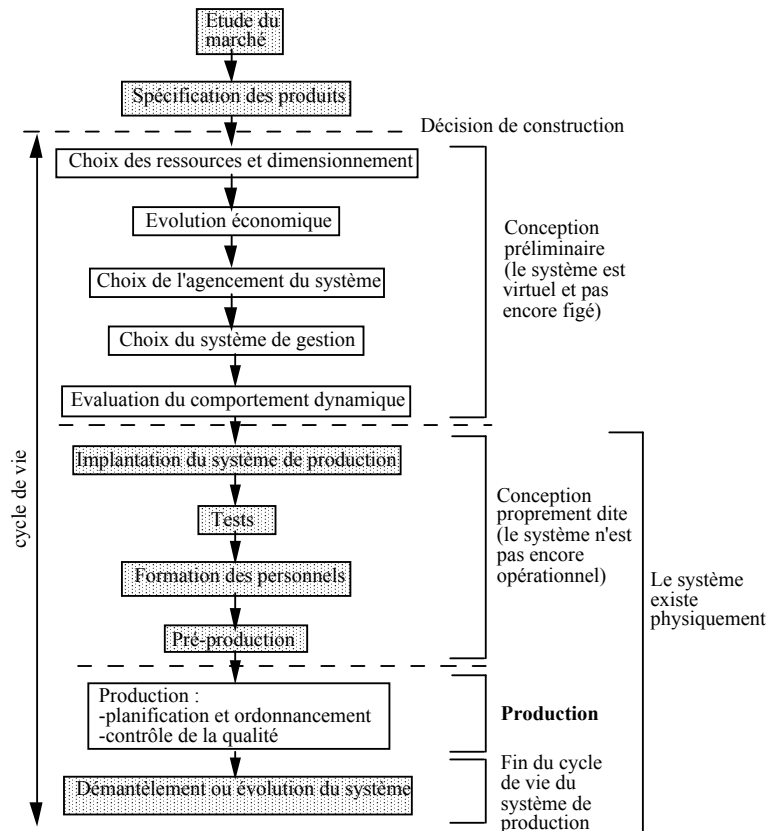 Etude du
marché
Spécification des produits
Décision de construction
Choix des ressources et dimensionnement
Evolution économique
Choix de l'agencement du système
Choix du système de gestion
Evaluation du comportement dynamique
Conception
préliminaire
(le système est
virtuel et pas
encore figé)
cycle de vie
Implantation du système de production
Tests
Formation des personnels
Pré-production
Conception
proprement dite
(le système n'est
pas encore
opérationnel)
Le système
existe
physiquement
Production :
-planification et ordonnancement
-contrôle de la qualité
Production
Démantèlement ou évolution du système
Fin du cycle
de vie du
système de
production